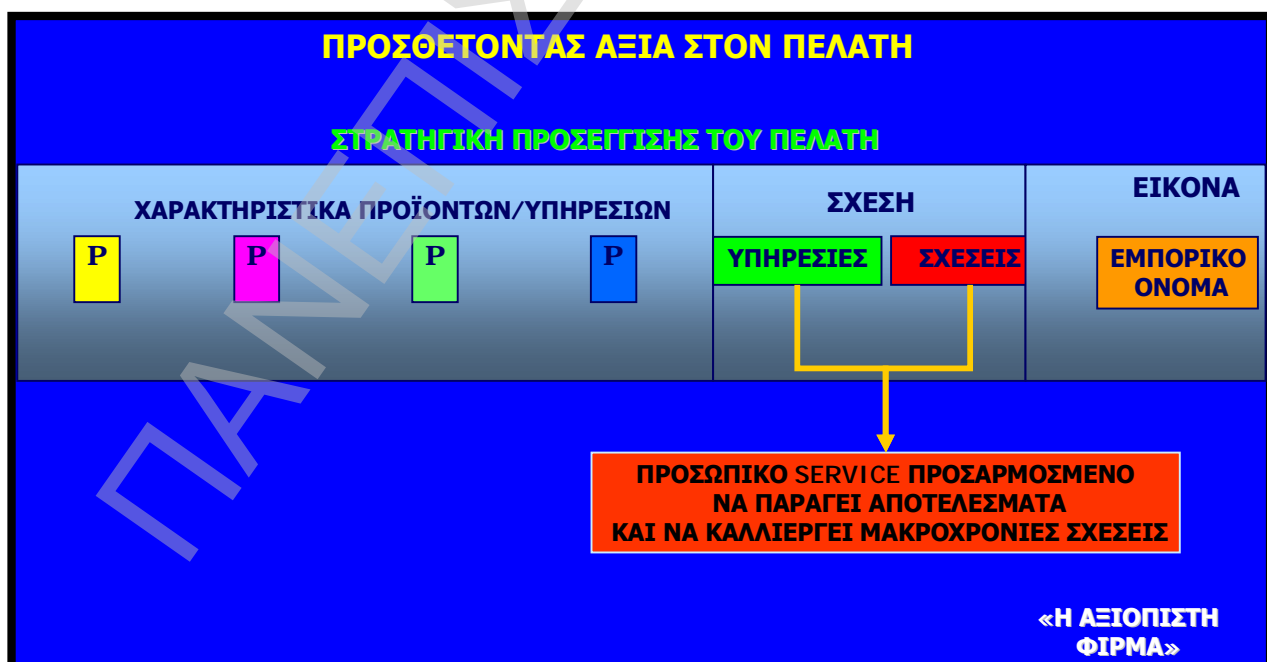 ΠΡΟΣΘΕΤΟΝΤΑΣ ΑΞΙΑ ΣΤΟΝ ΠΕΛΑΤΗ
ΣΤΡΑΤΗΓΙΚΗ ΠΡΟΣΕΓΓΙΣΗΣ ΤΟΥ ΠΕΛΑΤΗ
ΧΑΡΑΚΤΗΡΙΣΤΙΚΑ ΠΡΟΪΟΝΤΩΝ/ΥΠΗΡΕΣΙΩΝ
P P P P
ΣΧΕΣΗ
ΥΠΗΡΕΣΙΕΣ ΣΧΕΣΕΙΣ
ΕΙΚΟΝΑ
ΕΜΠΟΡΙΚΟ
ΟΝΟΜΑ
ΠΡΟΣΩΠΙΚΟ SERVICE ΠΡΟΣΑΡΜΟΣΜΕΝΟ
ΝΑ ΠΑΡΑΓΕΙ ΑΠΟΤΕΛΕΣΜΑΤΑ
ΚΑΙ ΝΑ ΚΑΛΛΙΕΡΓΕΙ ΜΑΚΡΟΧΡΟΝΙΕΣ ΣΧΕΣΕΙΣ
«Η ΑΞΙΟΠΙΣΤΗ
ΦΙΡΜΑ»
ΠΑΝΕΠΙΣ